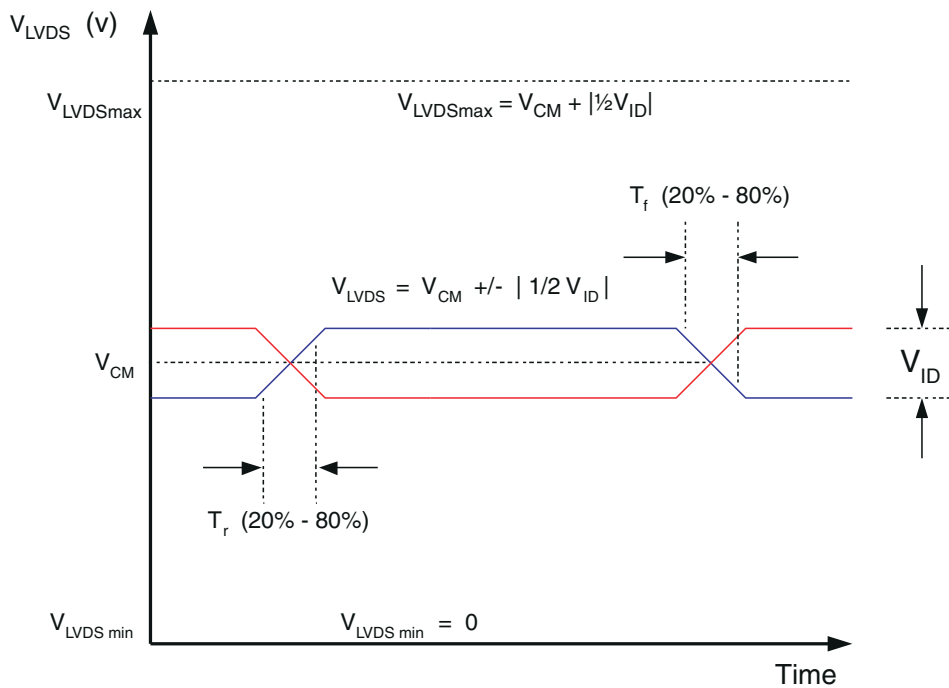 V_LVDS (v)
V_LVDSmax
V_LVDSmax = V_CM + |½V_ID|
T_f (20% - 80%)
V_LVDS = V_CM +/- | 1/2 V_ID |
V_CM
V_ID
T_r (20% - 80%)
V_LVDS min
V_LVDS min = 0
Time